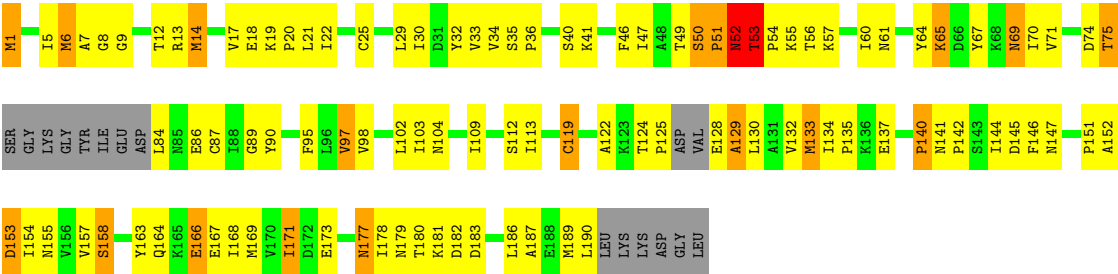 M1 I5 M6 A7 G8 G9 T12 R13 M14 V17 E18 K19 P20 L21 I22 C25 L29 I30 D31 Y32 V33 V34 S35 P36 S40 K41 F46 I47 A48 T49 S50 P51 N52 T53 P54 K55 T56 K57 I60 N61 Y64 K65 D66 Y67 K68 N69 I70 V71 D74 T75
SER GLY LYS GLY TYR ILE GLU ASP L84 N85 E86 C87 I88 G89 Y90 F95 L96 V97 V98 L102 I103 N104 I109 S112 I113 C119 A122 K123 T124 P125 ASP VAL E128 A129 L130 A131 V132 M133 I134 P135 K136 E137 P140 N141 P142 S143 I144 D145 F146 N147 P151 A152
D153 I154 N155 V156 V157 S158 Y163 Q164 K165 E166 E167 I168 M169 V170 I171 D172 E173 N177 I178 N179 T180 K181 D182 D183 L186 A187 E188 M189 L190 LEU LYS LYS ASP GLY LEU